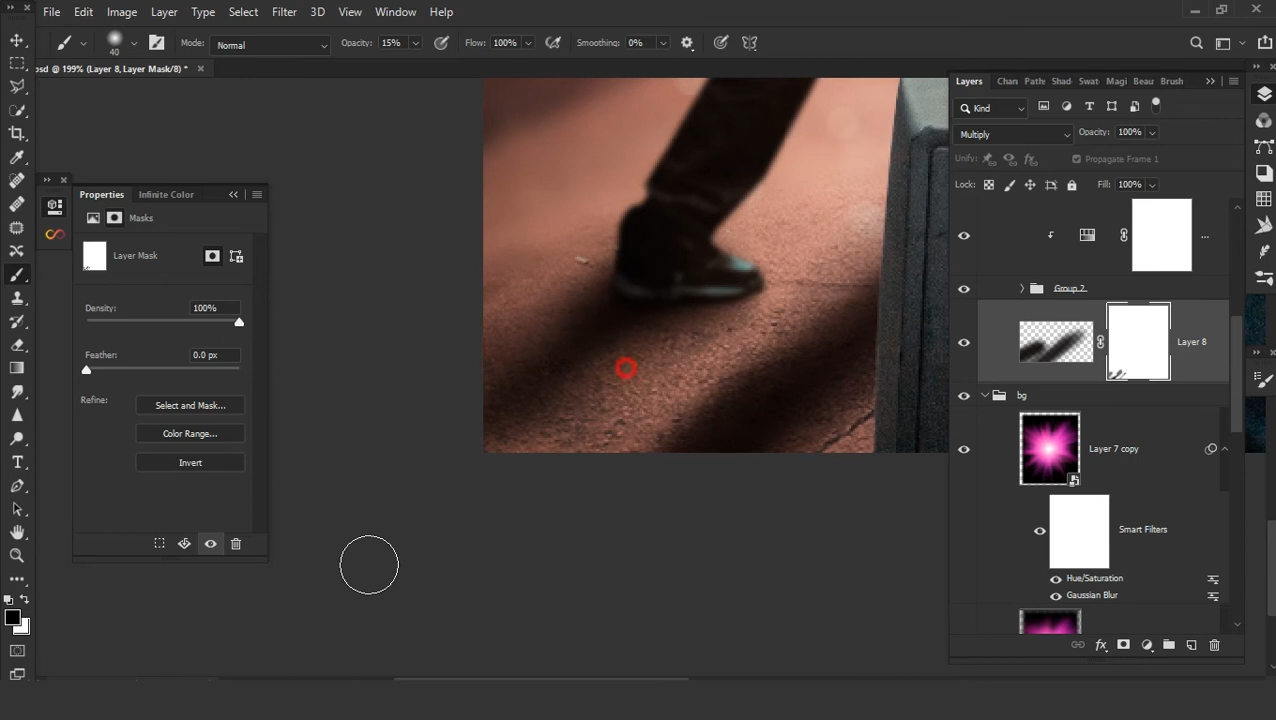 File Edit Image Layer Type Select Filter 3D View Window Help
40 Mode: Normal Opacity: 15% Flow: 100% Smoothing: 0%
psd @ 199% (Layer 8, Layer Mask/8) *
Layers Chan Paths Shad Swat Magi Beau Brush
Kind
Multiply Opacity: 100%
Unify: Propagate Frame 1
Lock: Fill: 100%
Properties Infinite Color
Masks
Layer Mask
Density: 100%
Feather: 0.0 px
Refine: Select and Mask...
Color Range...
Invert
...
Group 2
Layer 8
bg
Layer 7 copy
Smart Filters
Hue/Saturation
Gaussian Blur